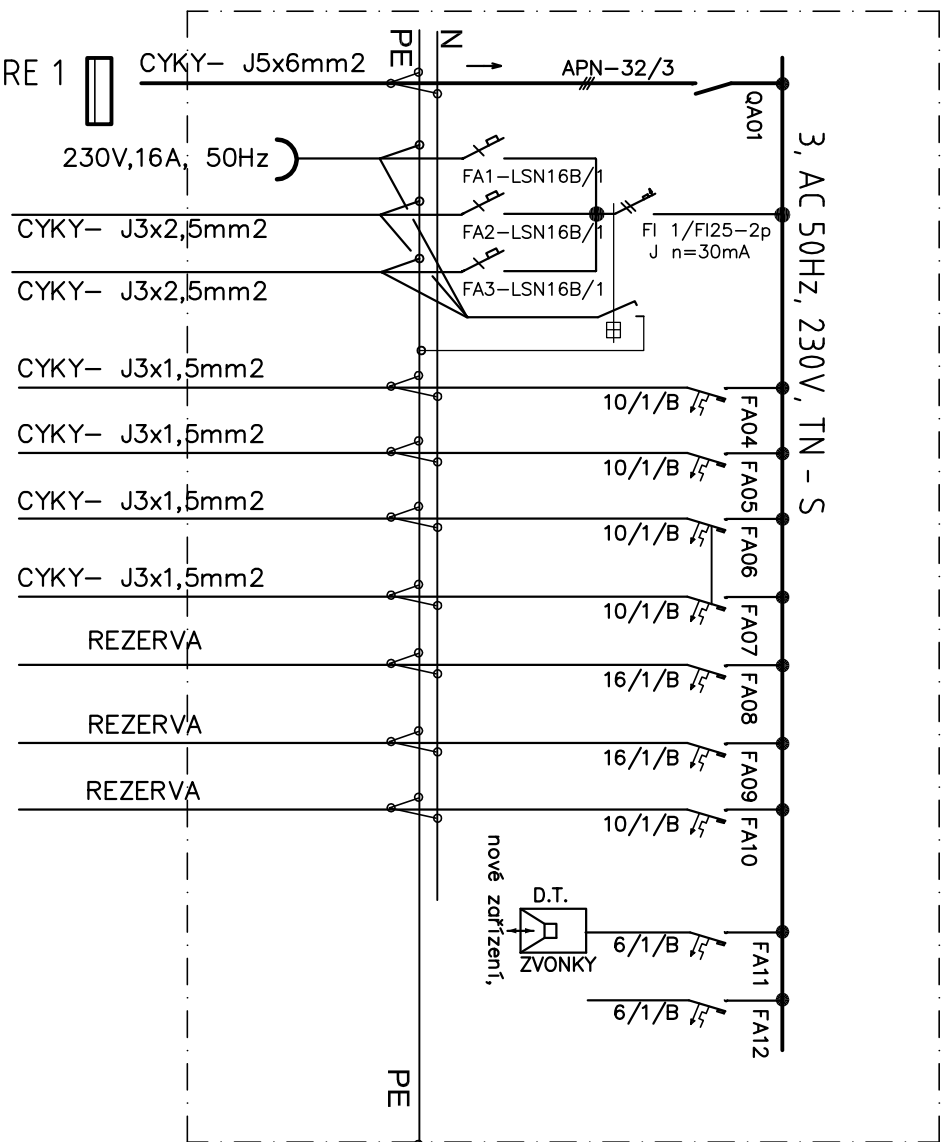 RE 1
CYKY- J5x6mm2
PE
N
APN-32/3
QA01
3, AC 50Hz, 230V, TN - S
230V,16A, 50Hz
FA1-LSN16B/1
CYKY- J3x2,5mm2
FA2-LSN16B/1
FI 1/FI25-2p
J n=30mA
CYKY- J3x2,5mm2
FA3-LSN16B/1
CYKY- J3x1,5mm2
10/1/B
FA04
CYKY- J3x1,5mm2
10/1/B
FA05
CYKY- J3x1,5mm2
10/1/B
FA06
CYKY- J3x1,5mm2
10/1/B
FA07
REZERVA
16/1/B
FA08
REZERVA
16/1/B
FA09
REZERVA
10/1/B
FA10
nové zařízení,
D.T.
ZVONKY
6/1/B
FA11
6/1/B
FA12
PE